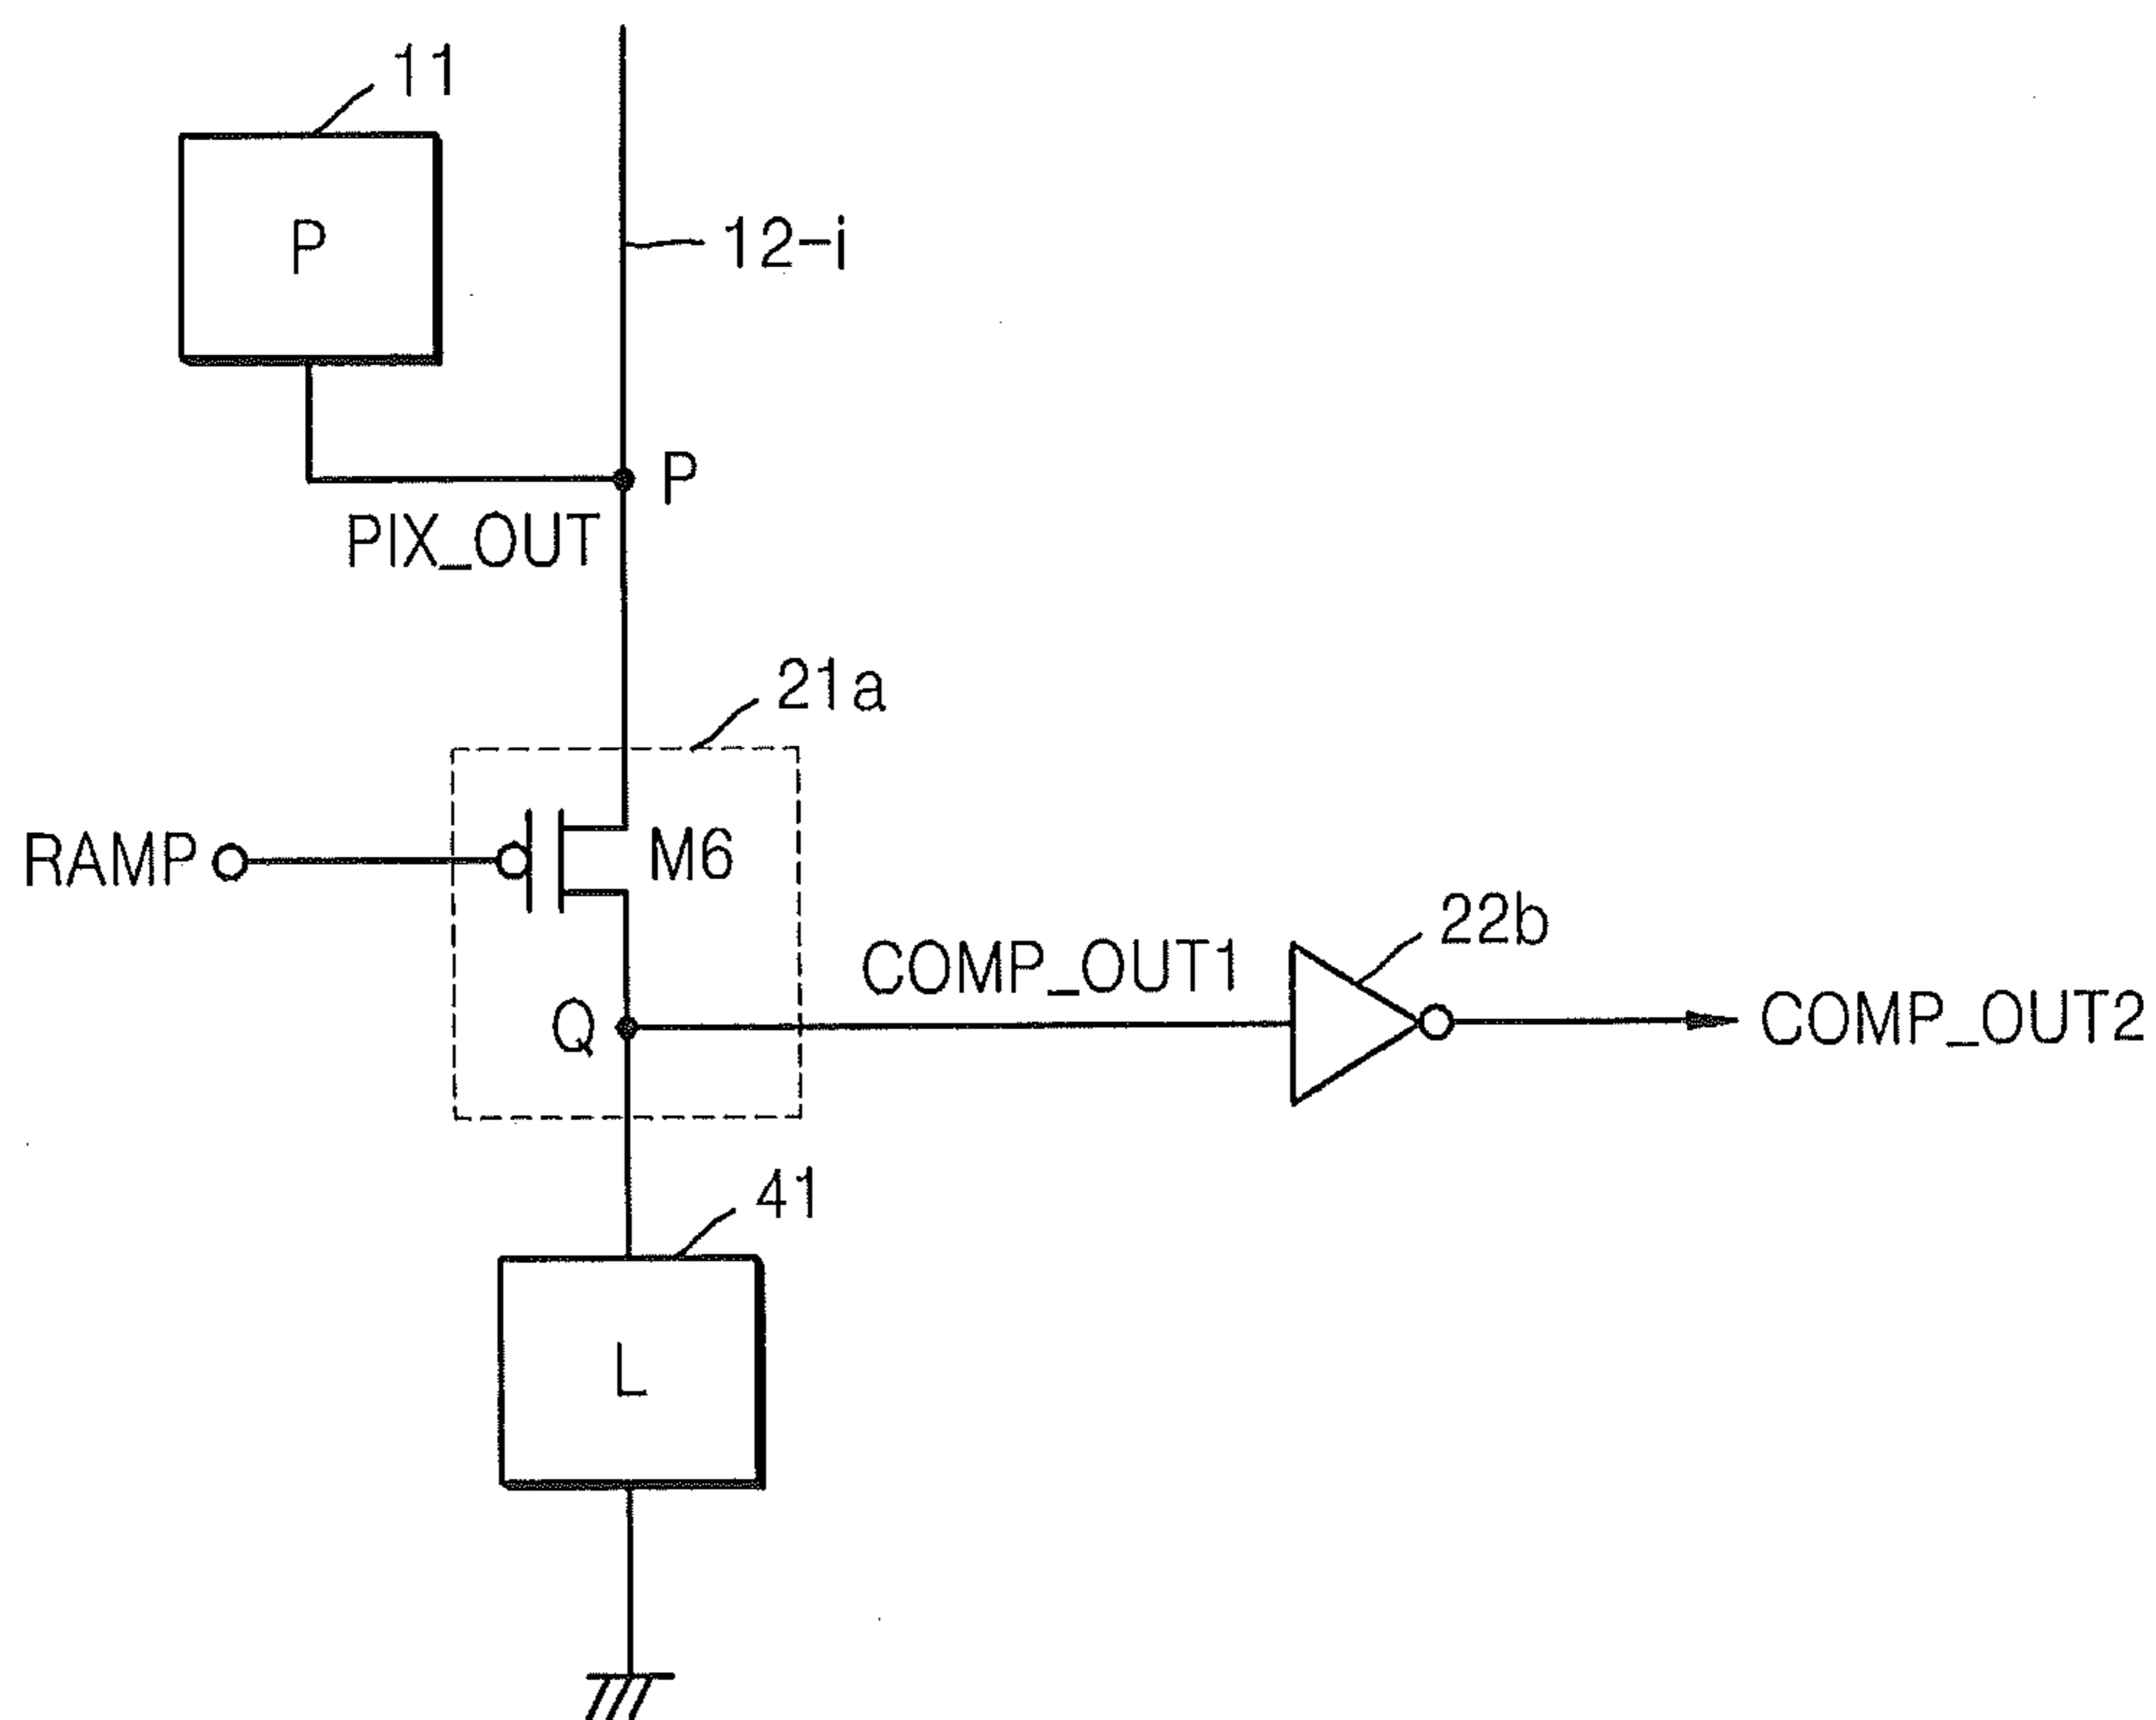 11
P
12-i
P
PIX_OUT
21a
RAMP
M6
22b
COMP_OUT1
COMP_OUT2
Q
41
L